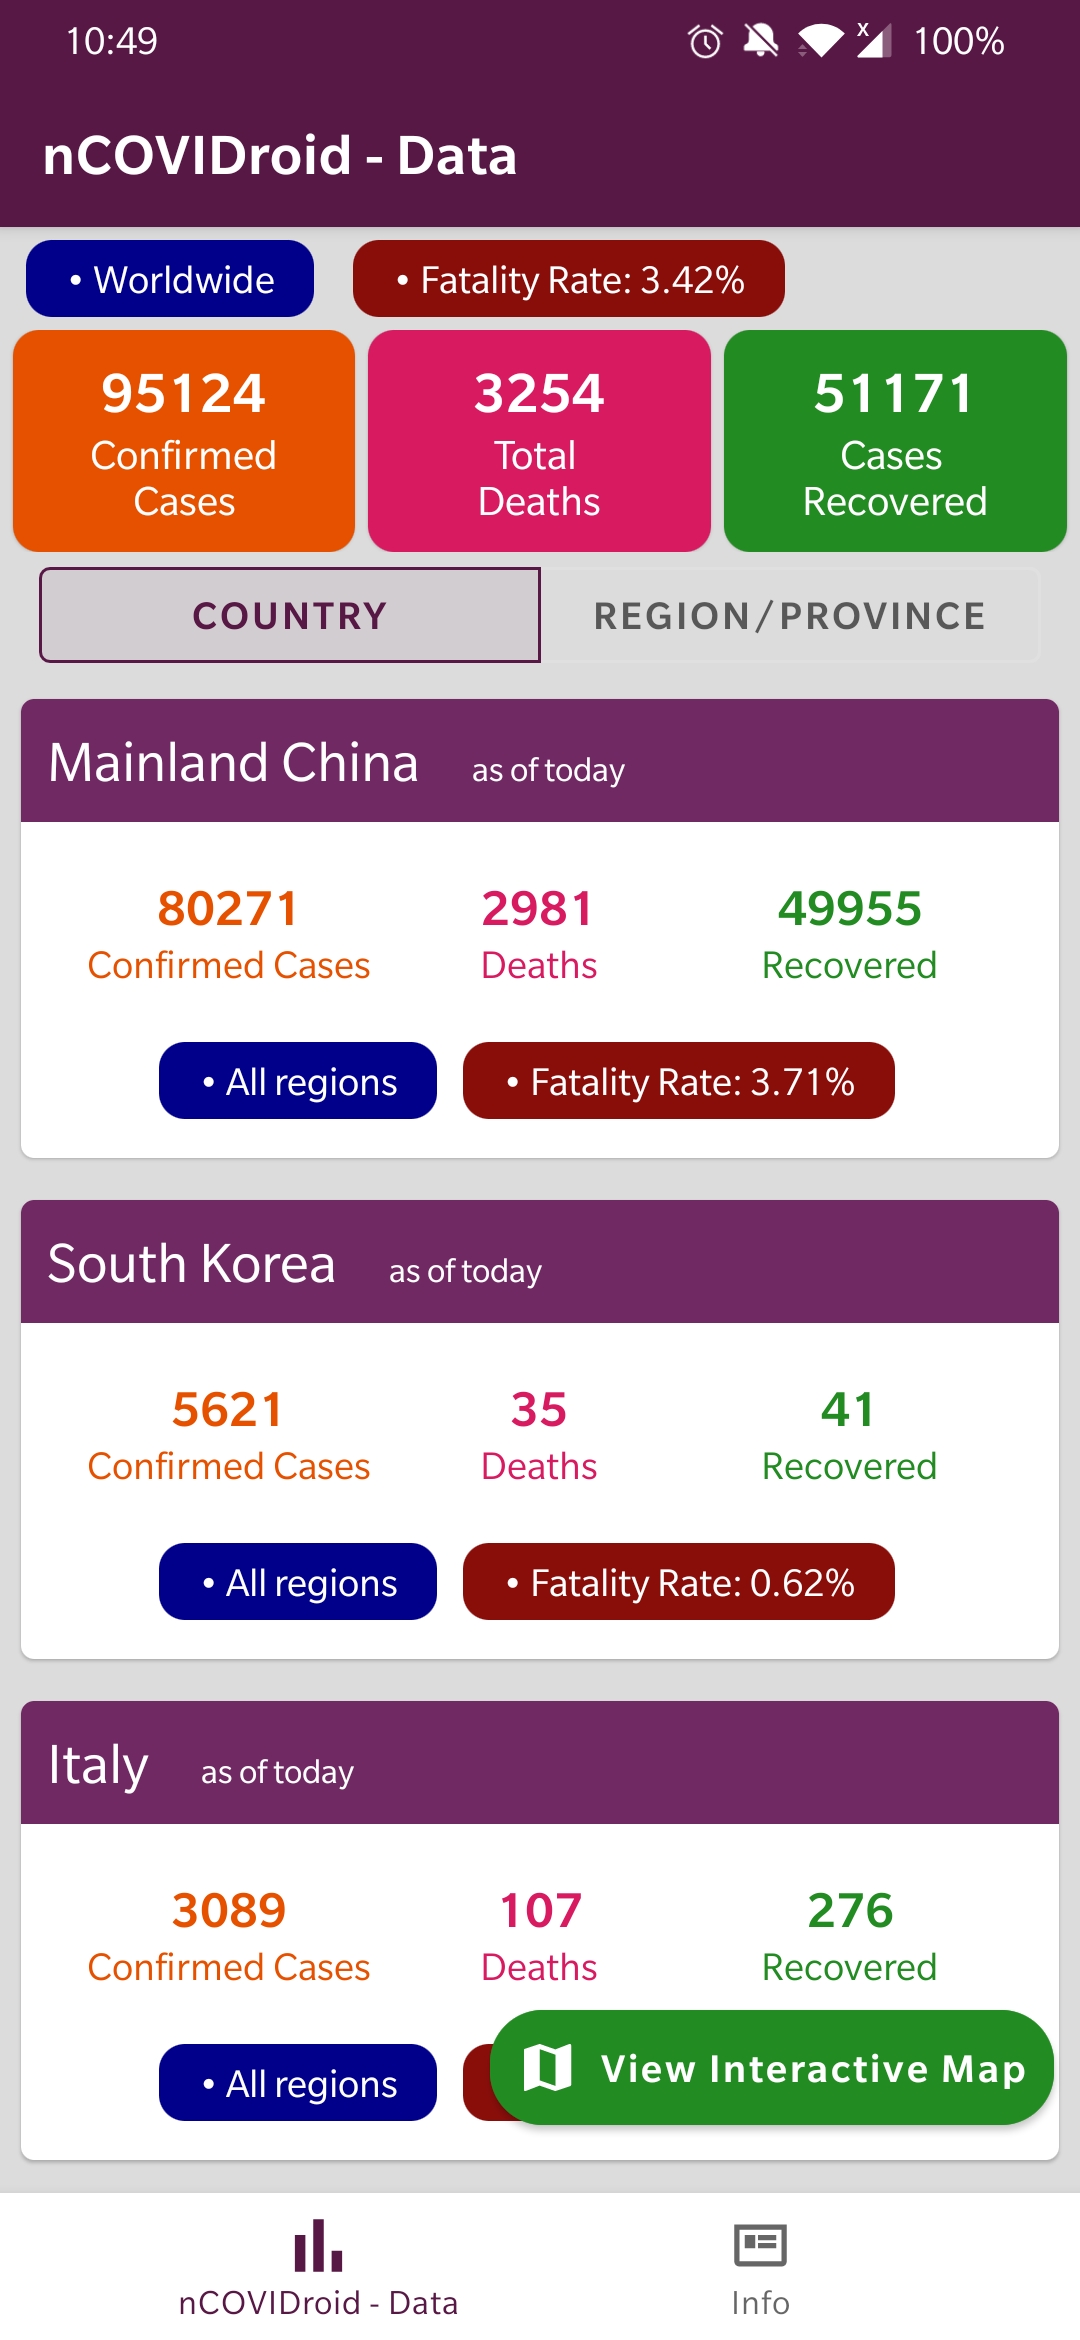 10:49
x
100%
nCOVIDroid - Data
• Worldwide
• Fatality Rate: 3.42%
95124
Confirmed
Cases
3254
Total
Deaths
51171
Cases
Recovered
COUNTRY
REGION/PROVINCE
Mainland China as of today
80271
Confirmed Cases
2981
Deaths
49955
Recovered
• All regions
• Fatality Rate: 3.71%
South Korea as of today
5621
Confirmed Cases
35
Deaths
41
Recovered
• All regions
• Fatality Rate: 0.62%
Italy as of today
3089
Confirmed Cases
107
Deaths
276
Recovered
• All regions
View Interactive Map
nCOVIDroid - Data
Info